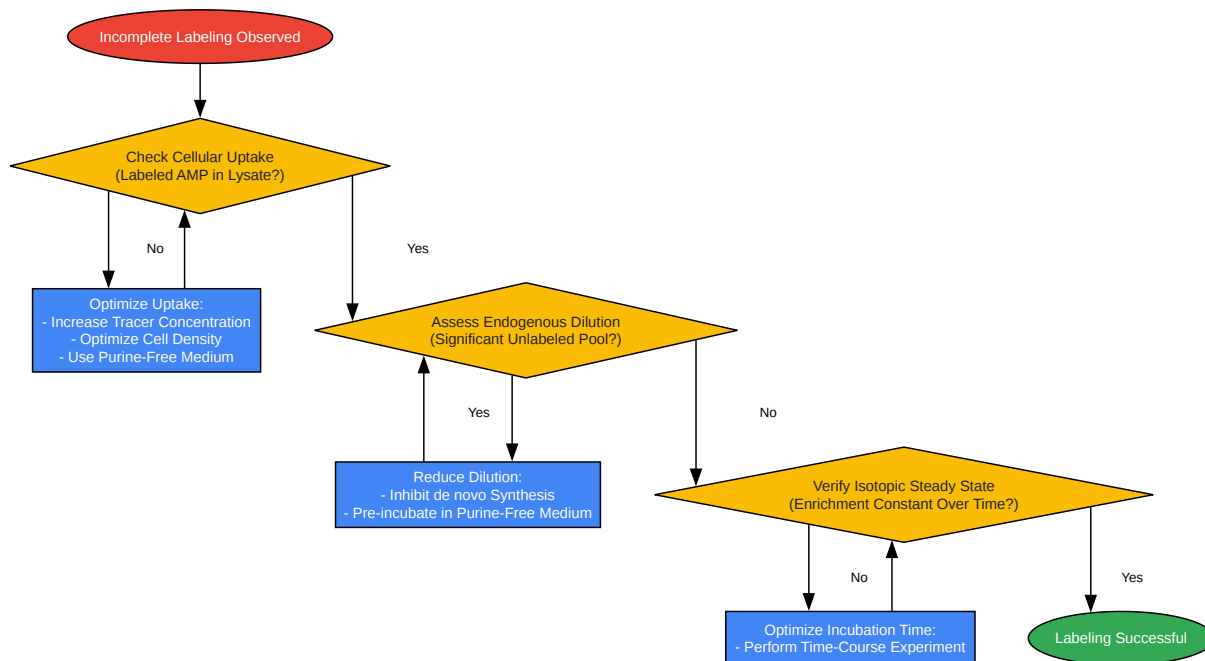 Incomplete Labeling Observed
Check Cellular Uptake
(Labeled AMP in Lysate?)
No
Yes
Optimize Uptake:
- Increase Tracer Concentration
- Optimize Cell Density
- Use Purine-Free Medium
Assess Endogenous Dilution
(Significant Unlabeled Pool?)
Yes
No
Reduce Dilution:
- Inhibit de novo Synthesis
- Pre-incubate in Purine-Free Medium
Verify Isotopic Steady State
(Enrichment Constant Over Time?)
No
Yes
Optimize Incubation Time:
- Perform Time-Course Experiment
Labeling Successful